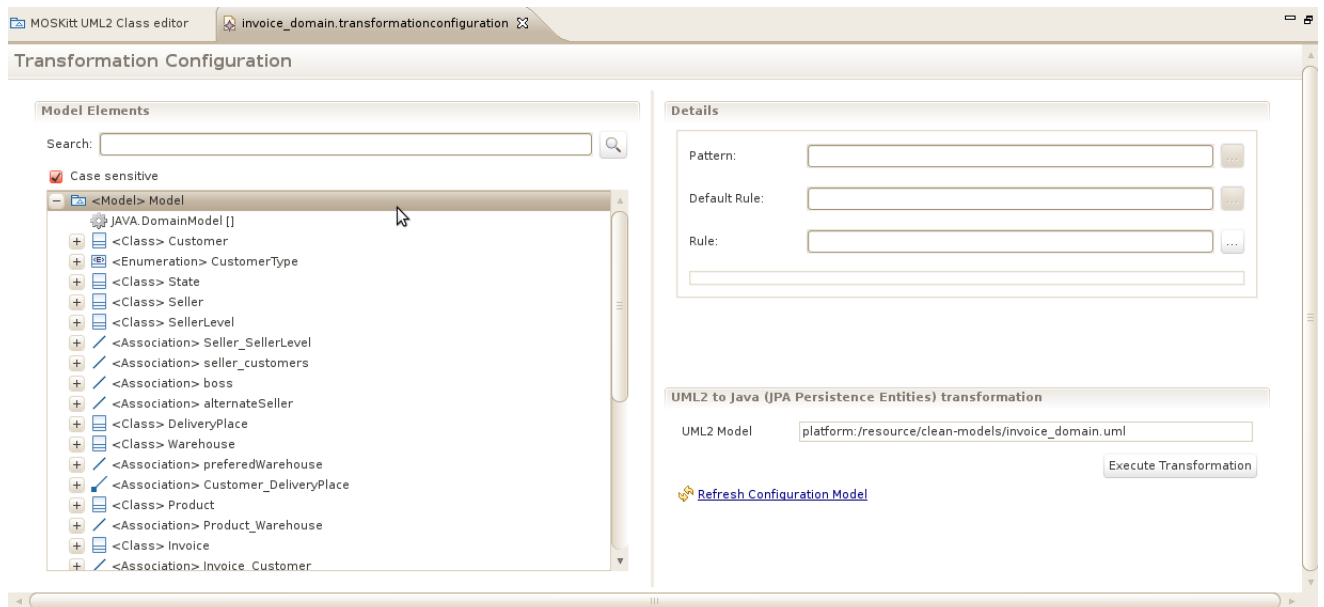 MOSKitt UML2 Class editor
invoice_domain.transformationconfiguration
Transformation Configuration
Model Elements
Search:
Case sensitive
<Model> Model
JAVA.DomainModel []
<Class> Customer
<Enumeration> CustomerType
<Class> State
<Class> Seller
<Class> SellerLevel
<Association> Seller_SellerLevel
<Association> seller_customers
<Association> boss
<Association> alternateSeller
<Class> DeliveryPlace
<Class> Warehouse
<Association> preferedWarehouse
<Association> Customer_DeliveryPlace
<Class> Product
<Association> Product_Warehouse
<Class> Invoice
<Association> Invoice_Customer
Details
Pattern:
...
Default Rule:
...
Rule:
...
UML2 to Java (JPA Persistence Entities) transformation
UML2 Model
platform:/resource/clean-models/invoice_domain.uml
Execute Transformation
Refresh Configuration Model